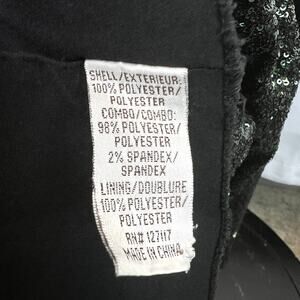 SHELL/EXTERIEUR:
100% POLYESTER/
POLYESTER
COMBO/COMBO:
98% POLYESTER/
POLYESTER
2% SPANDEX/
SPANDEX
LINING/DOUBLURE
100% POLYESTER/
POLYESTER
RN# 127117
MADE IN CHINA